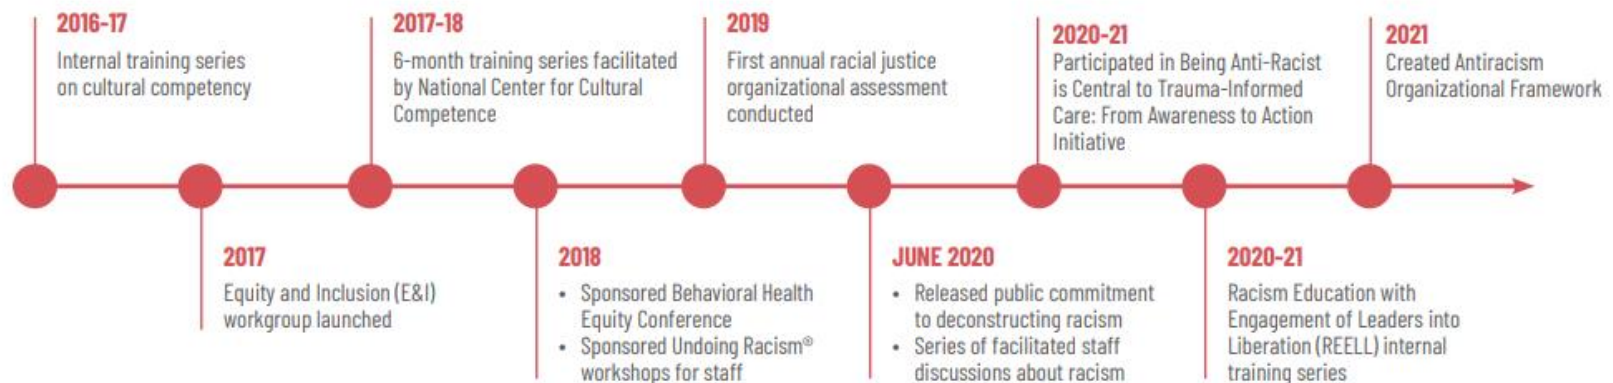 2016-17
Internal training series
on cultural competency
2017-18
6-month training series facilitated
by National Center for Cultural
Competence
2019
First annual racial justice
organizational assessment
conducted
2020-21
Participated in Being Anti-Racist
is Central to Trauma-Informed
Care: From Awareness to Action
Initiative
2021
Created Antiracism
Organizational Framework
2017
Equity and Inclusion (E&I)
workgroup launched
2018
• Sponsored Behavioral Health
Equity Conference
• Sponsored Undoing Racism®
workshops for staff
JUNE 2020
• Released public commitment
to deconstructing racism
• Series of facilitated staff
discussions about racism
2020-21
Racism Education with
Engagement of Leaders into
Liberation (REELL) internal
training series